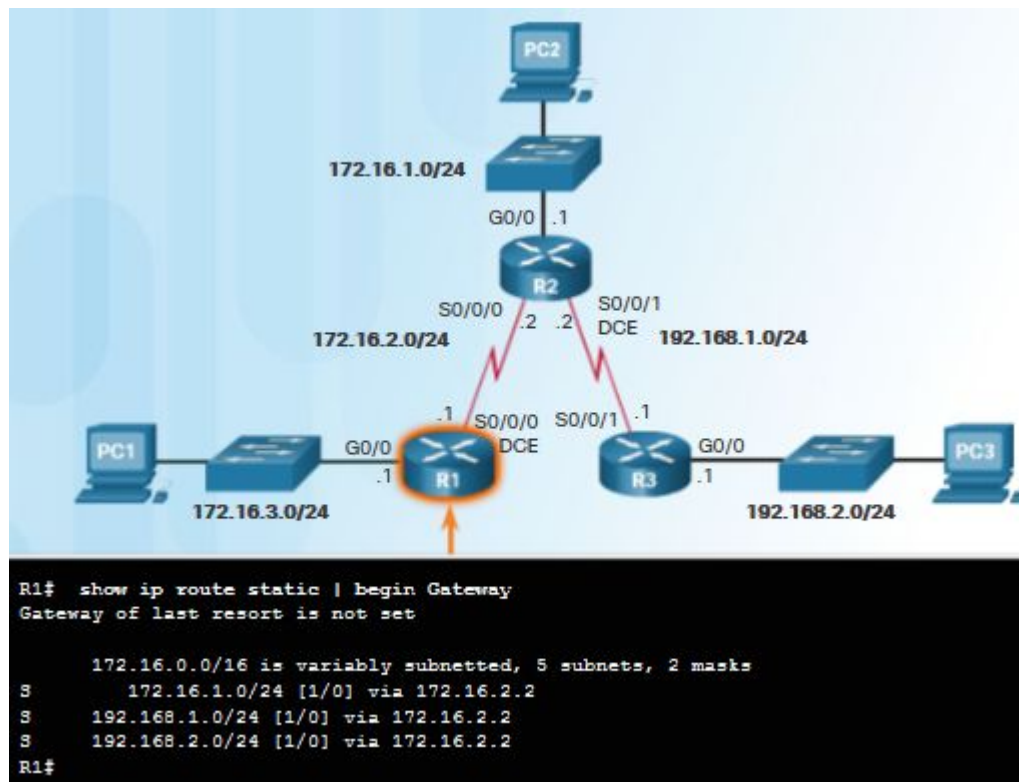 PC2
172.16.1.0/24
G0/0 .1
R2
S0/0/0 .2 .2 S0/0/1
DCE
172.16.2.0/24 192.168.1.0/24
.1 S0/0/0 S0/0/1 .1
DCE
PC1 G0/0 .1 R1 R3 G0/0 .1 PC3
172.16.3.0/24 192.168.2.0/24
R1# show ip route static | begin Gateway
Gateway of last resort is not set
172.16.0.0/16 is variably subnetted, 5 subnets, 2 masks
S 172.16.1.0/24 [1/0] via 172.16.2.2
S 192.168.1.0/24 [1/0] via 172.16.2.2
S 192.168.2.0/24 [1/0] via 172.16.2.2
R1#